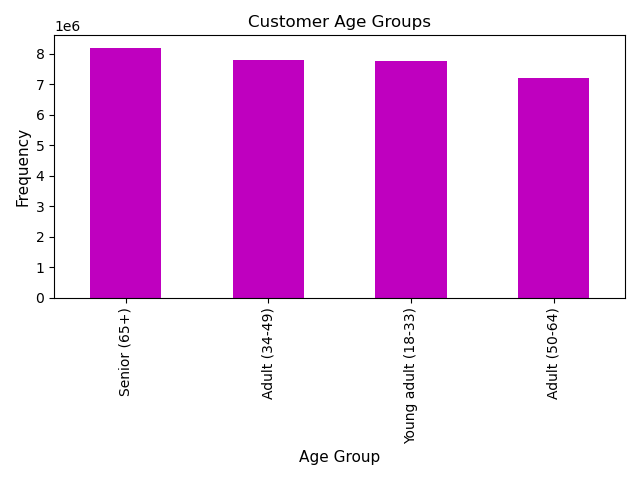 Customer Age Groups
1e6
8
7
6
5
4
3
2
1
0
Frequency
Senior (65+)
Adult (34-49)
Young adult (18-33)
Adult (50-64)
Age Group